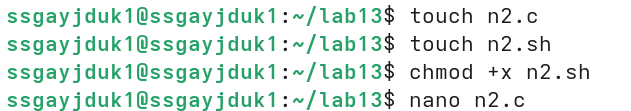 ssgayjduk1@ssgayjduk1:~/lab13$ touch n2.c
ssgayjduk1@ssgayjduk1:~/lab13$ touch n2.sh
ssgayjduk1@ssgayjduk1:~/lab13$ chmod +x n2.sh
ssgayjduk1@ssgayjduk1:~/lab13$ nano n2.c